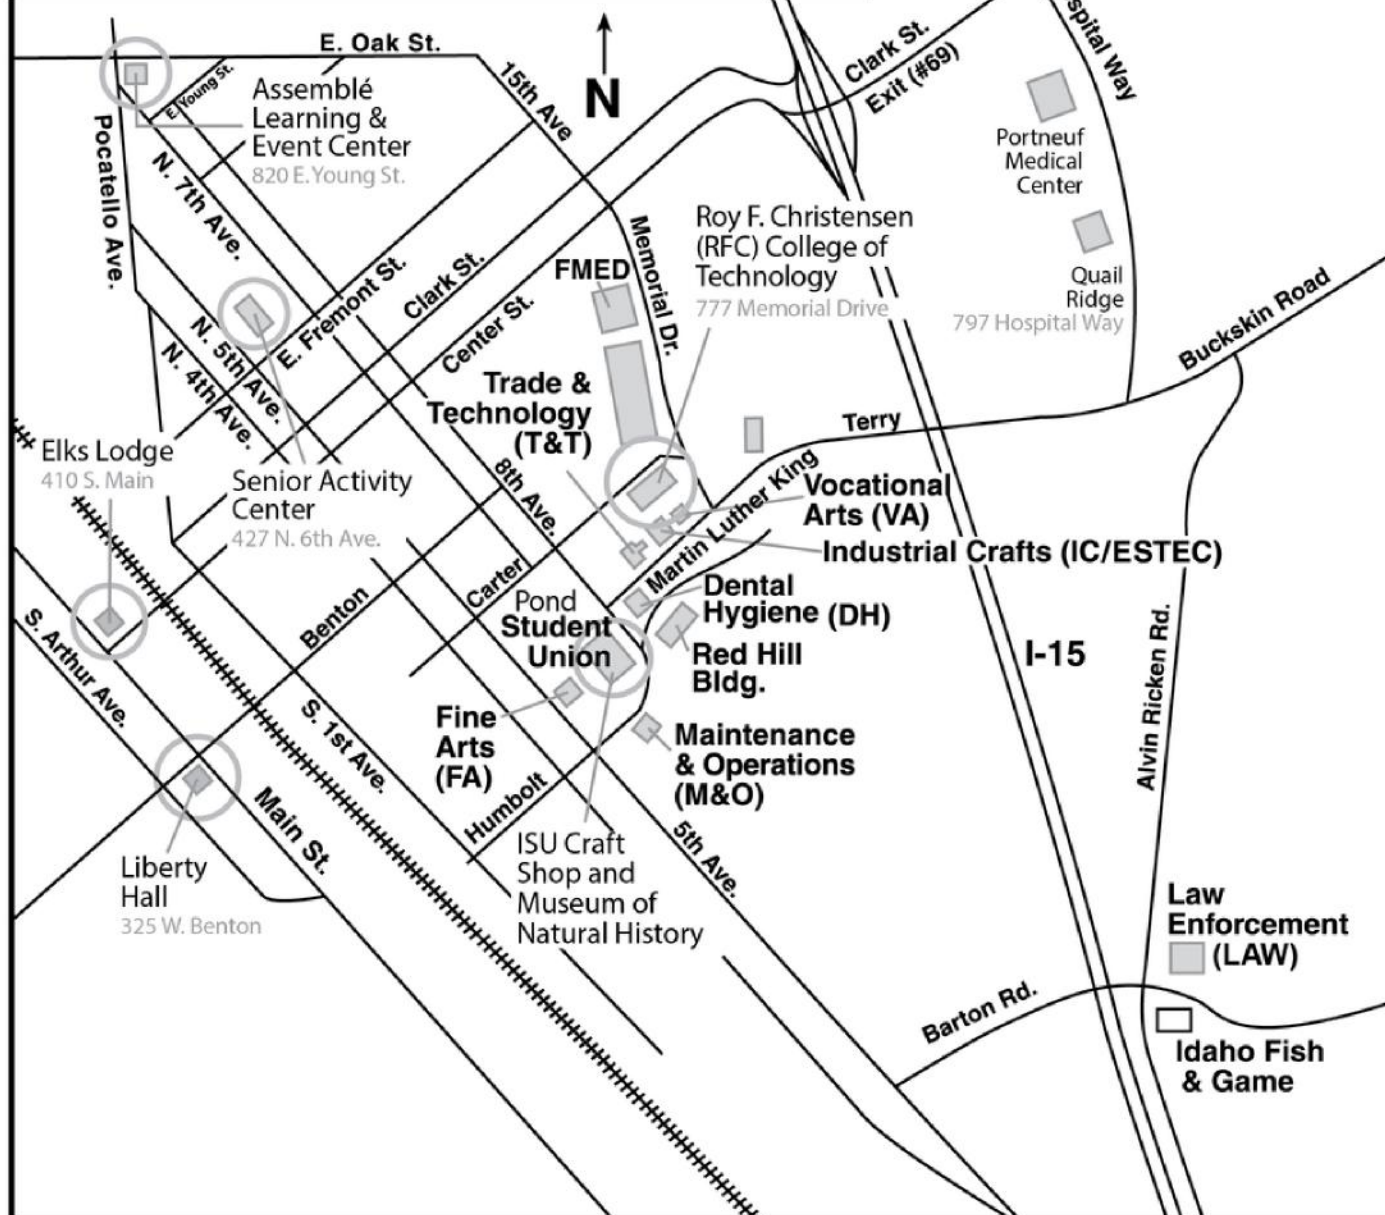 E. Oak St.
N
15th Ave
Clark St.
Exit (#69)
spital Way
E. Young St.
Assemblé
Learning &
Event Center
820 E. Young St.
Pocatello Ave.
N. 7th Ave.
Portneuf
Medical
Center
Roy F. Christensen
(RFC) College of
Technology
777 Memorial Drive
Memorial Dr.
FMED
Quail
Ridge
797 Hospital Way
Buckskin Road
E. Fremont St.
Clark St.
Center St.
N. 5th Ave.
N. 4th Ave.
Trade &
Technology
(T&T)
Terry
Elks Lodge
410 S. Main
Senior Activity
Center
427 N. 6th Ave.
8th Ave.
Martin Luther King
Vocational
Arts (VA)
Industrial Crafts (IC/ESTEC)
Carter
Benton
Pond
Student
Union
Dental
Hygiene (DH)
Red Hill
Bldg.
I-15
Alvin Ricken Rd.
S. Arthur Ave.
S. 1st Ave.
Fine
Arts
(FA)
Maintenance
& Operations
(M&O)
Humbolt
Main St.
5th Ave.
ISU Craft
Shop and
Museum of
Natural History
Liberty
Hall
325 W. Benton
Law
Enforcement
(LAW)
Barton Rd.
Idaho Fish
& Game